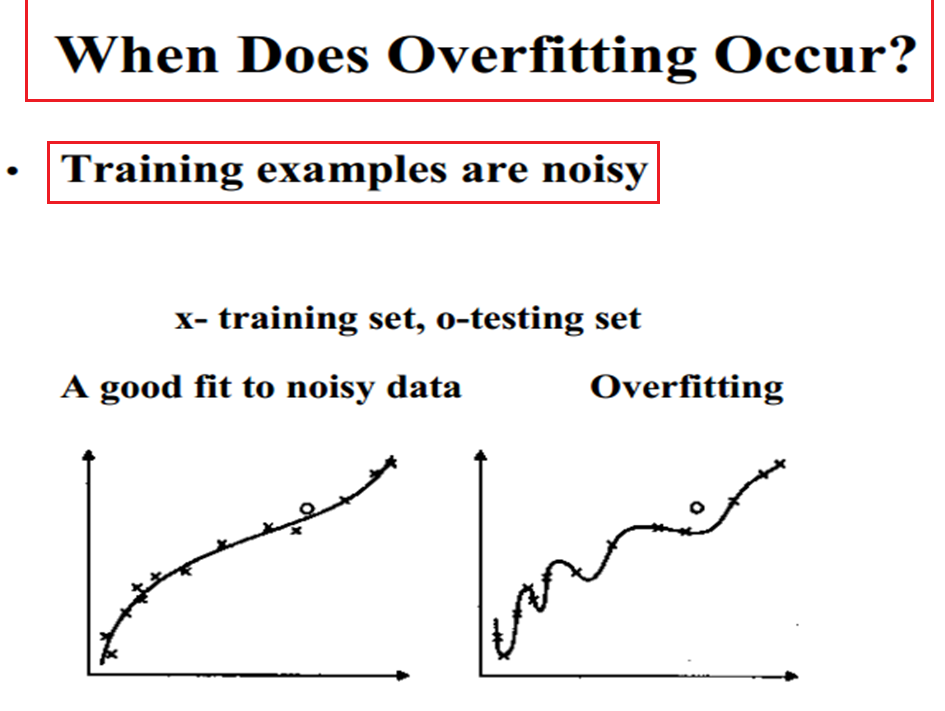 When Does Overfitting Occur?
• Training examples are noisy
x- training set, o-testing set
A good fit to noisy data
Overfitting